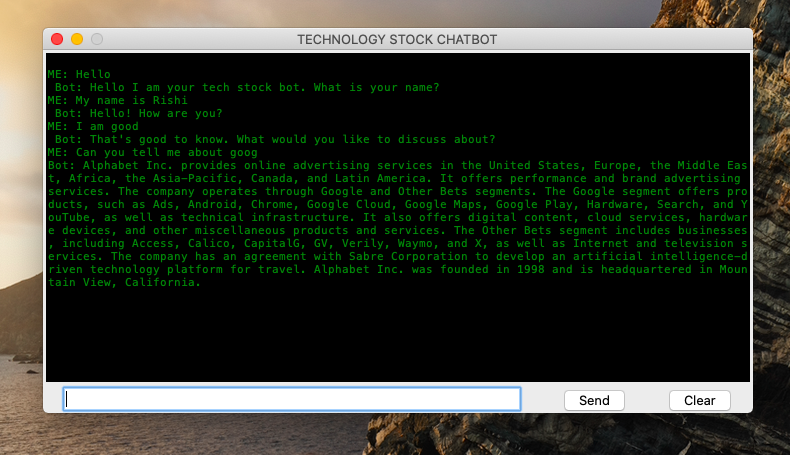 TECHNOLOGY STOCK CHATBOT
ME: Hello
Bot: Hello I am your tech stock bot. What is your name?
ME: My name is Rishi
Bot: Hello! How are you?
ME: I am good
Bot: That's good to know. What would you like to discuss about?
ME: Can you tell me about goog
Bot: Alphabet Inc. provides online advertising services in the United States, Europe, the Middle Eas
t, Africa, the Asia-Pacific, Canada, and Latin America. It offers performance and brand advertising
services. The company operates through Google and Other Bets segments. The Google segment offers pro
ducts, such as Ads, Android, Chrome, Google Cloud, Google Maps, Google Play, Hardware, Search, and Y
ouTube, as well as technical infrastructure. It also offers digital content, cloud services, hardwar
e devices, and other miscellaneous products and services. The Other Bets segment includes businesses
, including Access, Calico, CapitalG, GV, Verily, Waymo, and X, as well as Internet and television s
ervices. The company has an agreement with Sabre Corporation to develop an artificial intelligence-d
riven technology platform for travel. Alphabet Inc. was founded in 1998 and is headquartered in Moun
tain View, California.
Send
Clear